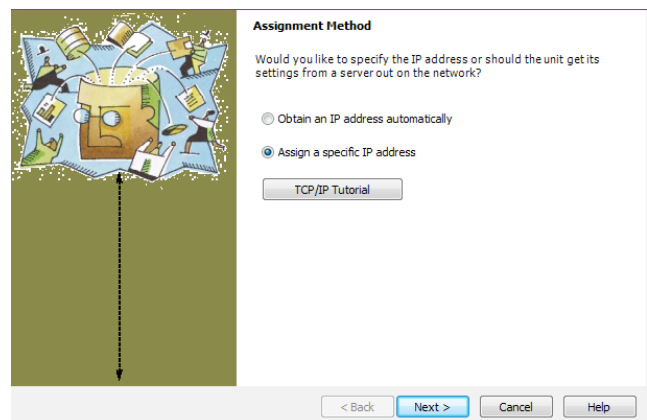 Assignment Method
Would you like to specify the IP address or should the unit get its
settings from a server out on the network?
Obtain an IP address automatically
Assign a specific IP address
TCP/IP Tutorial
< Back
Next >
Cancel
Help